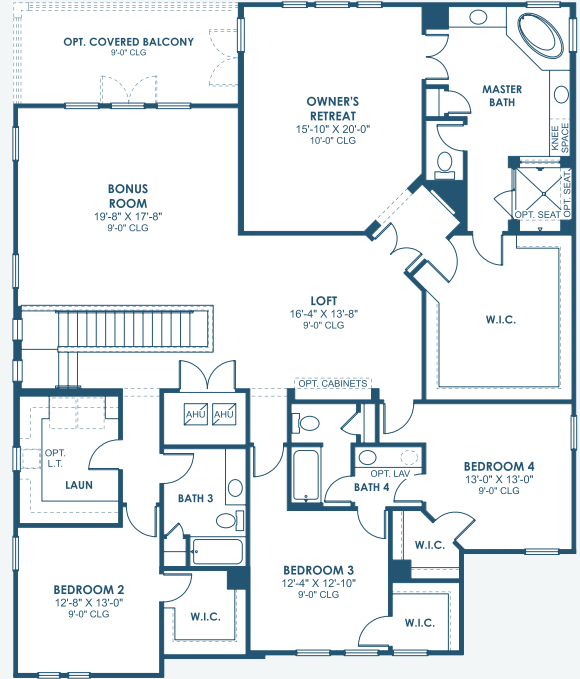 OPT. COVERED BALCONY
9'-0" CLG
OWNER'S
RETREAT
15'-10" X 20'-0"
10'-0" CLG
MASTER
BATH
KNEE
SPACE
OPT. SEAT
OPT. SEAT
BONUS
ROOM
19'-8" X 17'-8"
9'-0" CLG
LOFT
16'-4" X 13'-8"
9'-0" CLG
W.I.C.
OPT. CABINETS
AHU
AHU
OPT.
L.T.
LAUN
BATH 3
OPT. LAV
BATH 4
BEDROOM 4
13'-0" X 13'-0"
9'-0" CLG
W.I.C.
BEDROOM 3
12'-4" X 12'-10"
9'-0" CLG
BEDROOM 2
12'-8" X 13'-0"
9'-0" CLG
W.I.C.
W.I.C.